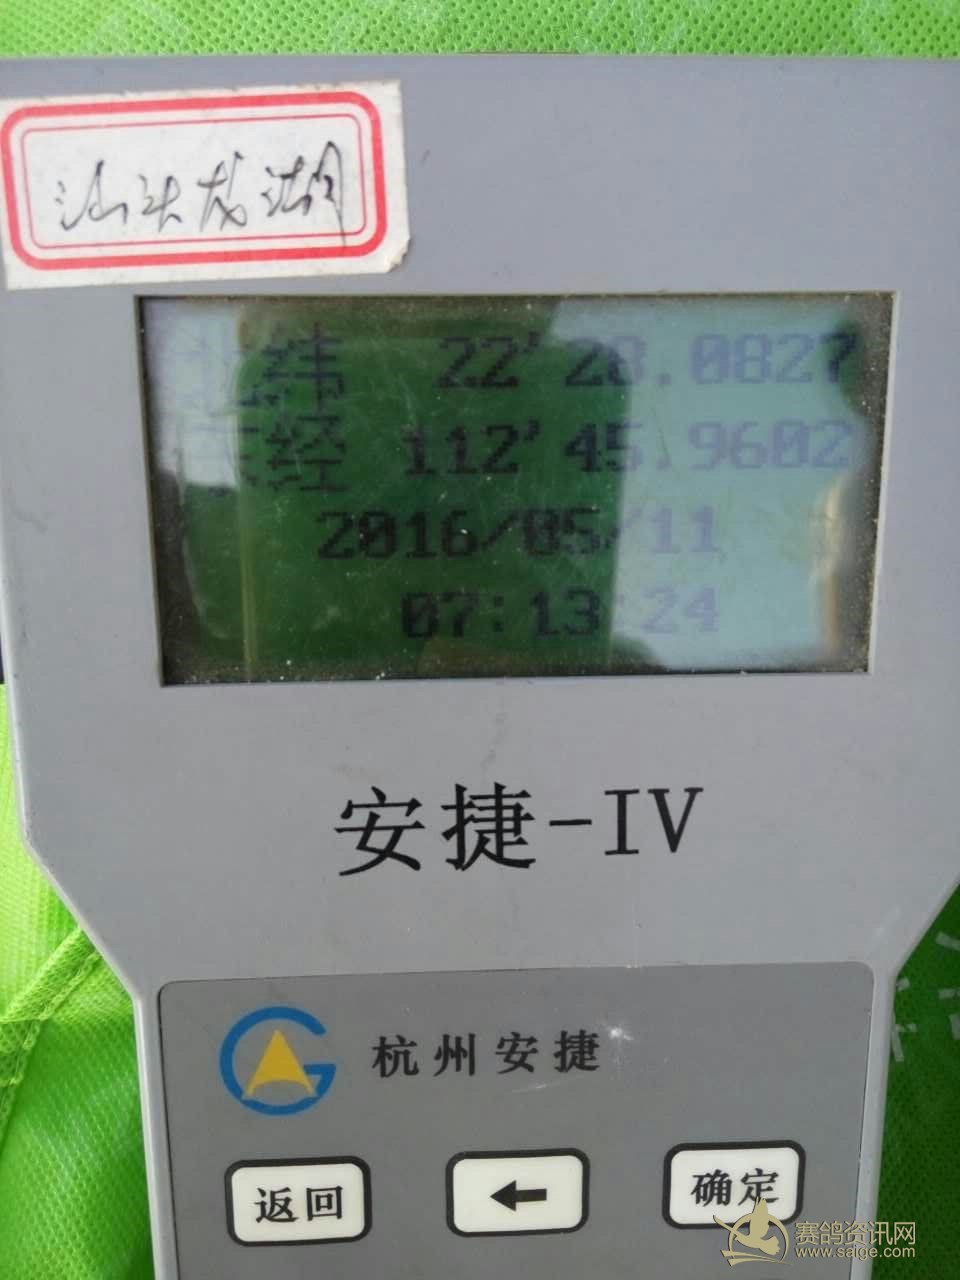 汕头龙湖
北纬 22'28.0827
东经 112'45.9602
2016/05/11
07:13:24
安捷-IV
杭州安捷
返回
←
确定
赛鸽资讯网
www.saige.com